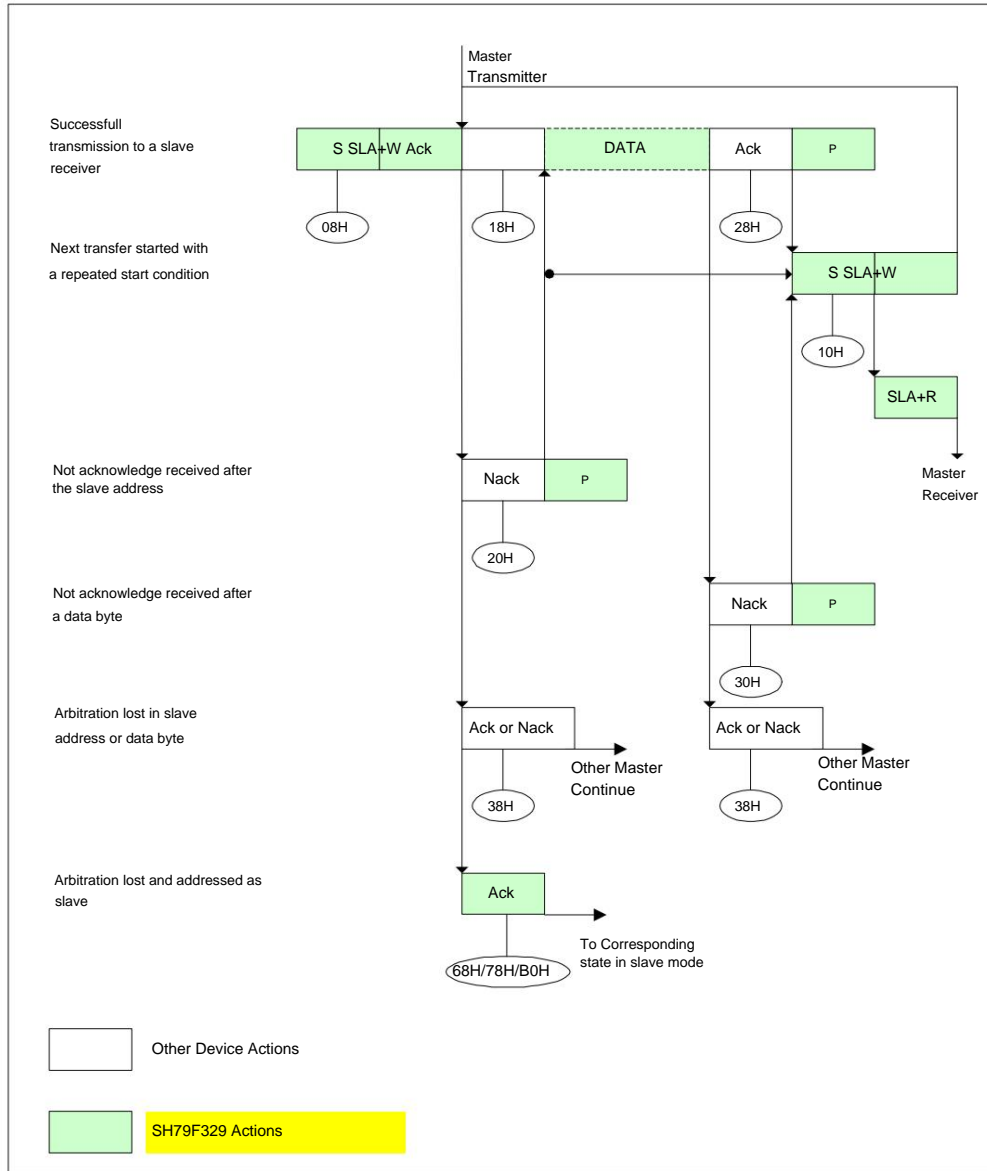 Master
Transmitter
Successfull
transmission to a slave
receiver
S SLA+W Ack
DATA
Ack
P
08H
18H
28H
Next transfer started with
a repeated start condition
S SLA+W
10H
SLA+R
Master
Receiver
Not acknowledge received after
the slave address
Nack
P
20H
Not acknowledge received after
a data byte
Nack
P
30H
Arbitration lost in slave
address or data byte
Ack or Nack
Other Master
Continue
38H
Ack or Nack
Other Master
Continue
38H
Arbitration lost and addressed as
slave
Ack
To Corresponding
state in slave mode
68H/78H/B0H
Other Device Actions
SH79F329 Actions